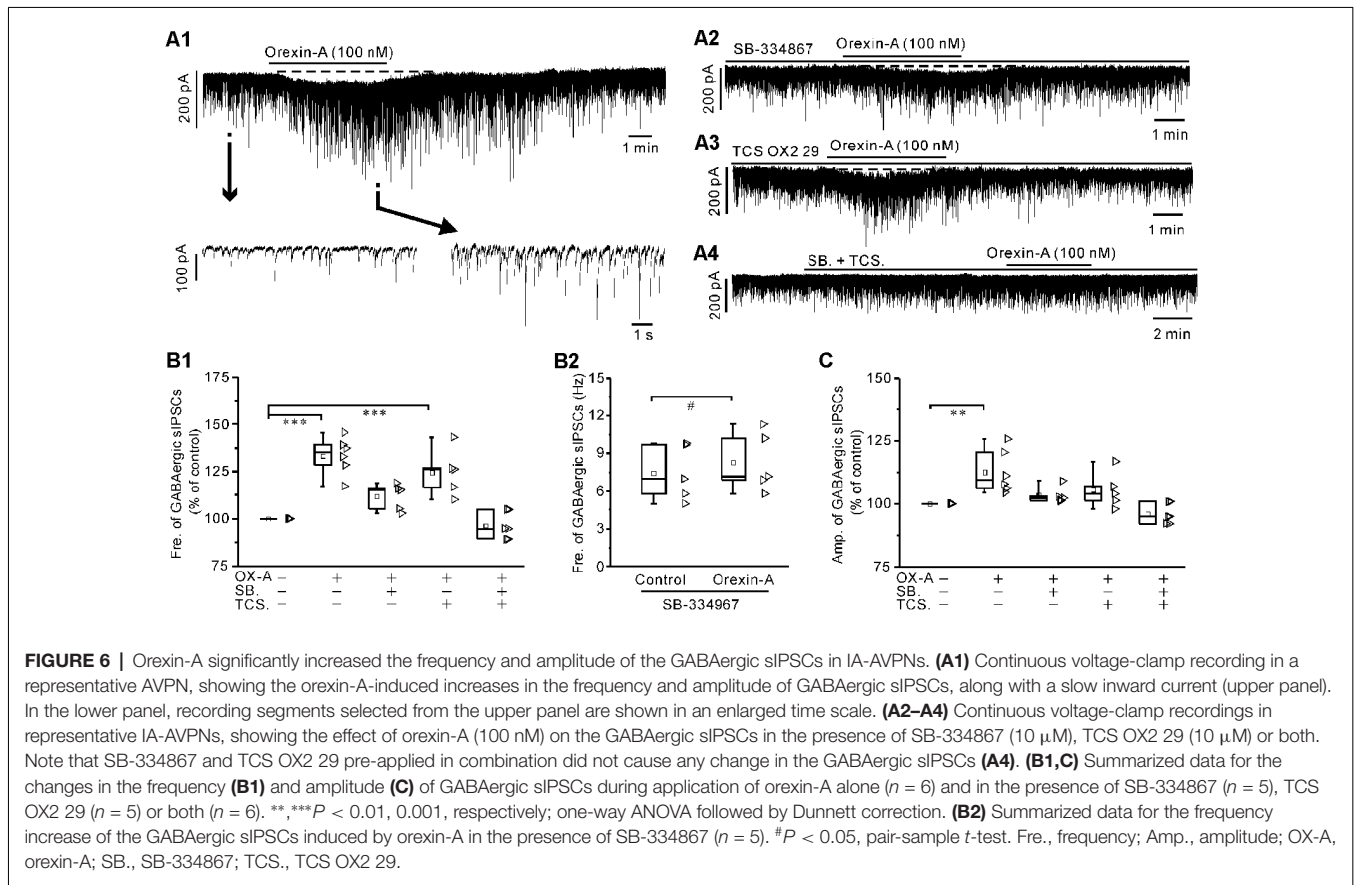 A1
Orexin-A (100 nM)
200 pA
1 min
i
i
100 pA
1 s
A2
SB-334867
Orexin-A (100 nM)
200 pA
1 min
A3
TCS OX2 29
Orexin-A (100 nM)
200 pA
1 min
A4
SB. + TCS.
Orexin-A (100 nM)
200 pA
2 min
B1
Fre. of GABAergic sIPSCs
(% of control)
175
150
125
100
75
***
***
OX-A – + + + +
SB. – – + – +
TCS. – – – + +
B2
Fre. of GABAergic sIPSCs (Hz)
15
12
9
6
3
0
#
Control Orexin-A
SB-334967
C
Amp. of GABAergic sIPSCs
(% of control)
150
125
100
75
**
OX-A – + + + +
SB. – – + – +
TCS. – – – + +
FIGURE 6 | Orexin-A significantly increased the frequency and amplitude of the GABAergic sIPSCs in IA-AVPNs. (A1) Continuous voltage-clamp recording in a
representative AVPN, showing the orexin-A-induced increases in the frequency and amplitude of GABAergic sIPSCs, along with a slow inward current (upper panel).
In the lower panel, recording segments selected from the upper panel are shown in an enlarged time scale. (A2–A4) Continuous voltage-clamp recordings in
representative IA-AVPNs, showing the effect of orexin-A (100 nM) on the GABAergic sIPSCs in the presence of SB-334867 (10 μM), TCS OX2 29 (10 μM) or both.
Note that SB-334867 and TCS OX2 29 pre-applied in combination did not cause any change in the GABAergic sIPSCs (A4). (B1,C) Summarized data for the
changes in the frequency (B1) and amplitude (C) of GABAergic sIPSCs during application of orexin-A alone (n = 6) and in the presence of SB-334867 (n = 5), TCS
OX2 29 (n = 5) or both (n = 6). **,***P < 0.01, 0.001, respectively; one-way ANOVA followed by Dunnett correction. (B2) Summarized data for the frequency
increase of the GABAergic sIPSCs induced by orexin-A in the presence of SB-334867 (n = 5). #P < 0.05, pair-sample t-test. Fre., frequency; Amp., amplitude; OX-A,
orexin-A; SB., SB-334867; TCS., TCS OX2 29.